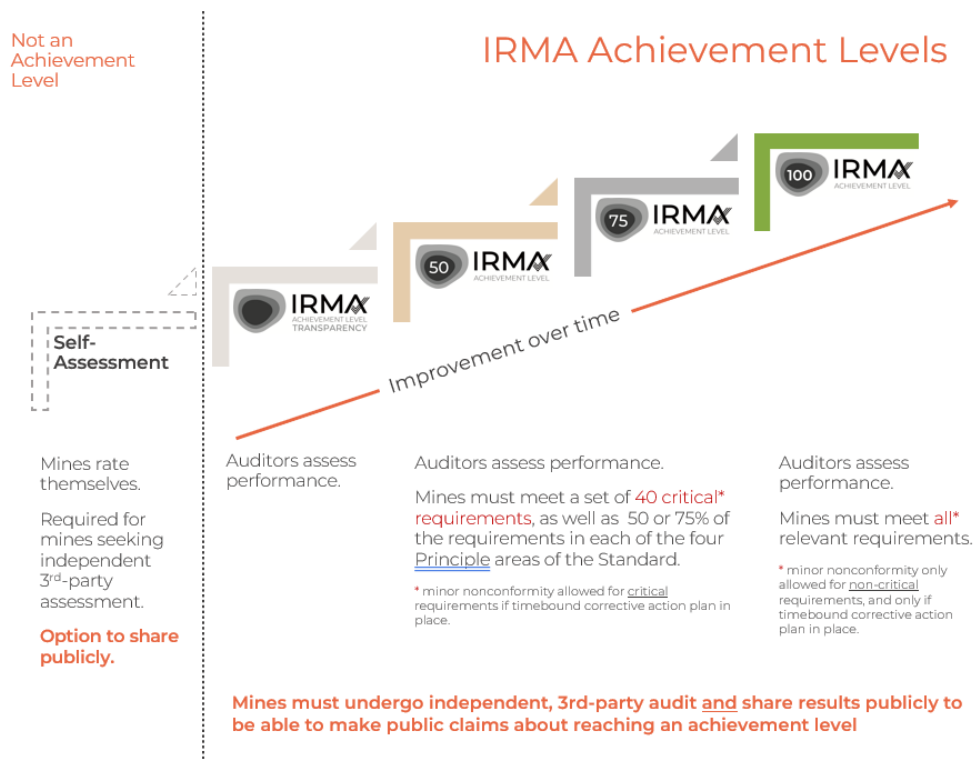 Not an
Achievement
Level
IRMA Achievement Levels
100
IRMA
ACHIEVEMENT LEVEL
75
IRMA
ACHIEVEMENT LEVEL
50
IRMA
ACHIEVEMENT LEVEL
IRMA
ACHIEVEMENT LEVEL
TRANSPARENCY
Self-
Assessment
Improvement over time
Mines rate
themselves.
Required for
mines seeking
independent
3rd-party
assessment.
Option to share
publicly.
Auditors assess
performance.
Auditors assess performance.
Mines must meet a set of 40 critical*
requirements, as well as 50 or 75% of
the requirements in each of the four
Principle areas of the Standard.
* minor nonconformity allowed for critical
requirements if timebound corrective action plan in
place.
Auditors assess
performance.
Mines must meet all*
relevant requirements.
* minor nonconformity only
allowed for non-critical
requirements, and only if
timebound corrective action
plan in place.
Mines must undergo independent, 3rd-party audit and share results publicly to
be able to make public claims about reaching an achievement level